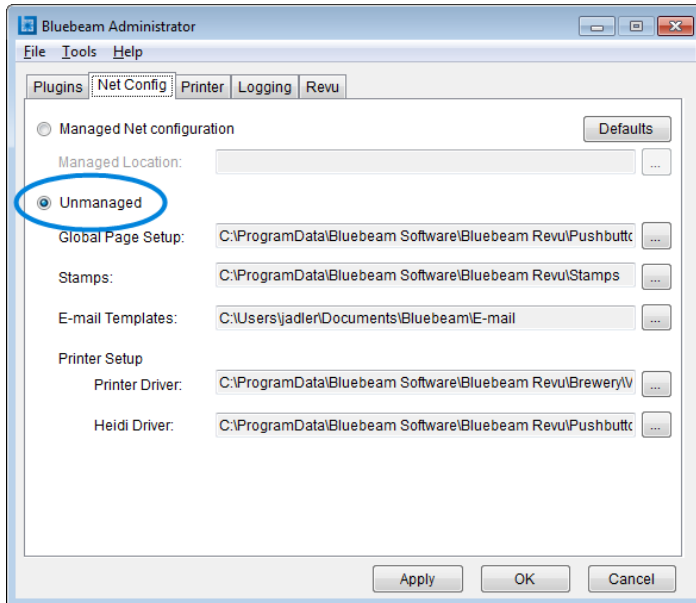 Bluebeam Administrator
File Tools Help
Plugins Net Config Printer Logging Revu
Managed Net configuration Defaults
Managed Location: ...
Unmanaged
Global Page Setup: C:\ProgramData\Bluebeam Software\Bluebeam Revu\Pushbutto ...
Stamps: C:\ProgramData\Bluebeam Software\Bluebeam Revu\Stamps ...
E-mail Templates: C:\Users\jadler\Documents\Bluebeam\E-mail ...
Printer Setup
Printer Driver: C:\ProgramData\Bluebeam Software\Bluebeam Revu\Brewery\V ...
Heidi Driver: C:\ProgramData\Bluebeam Software\Bluebeam Revu\Pushbutto ...
Apply OK Cancel